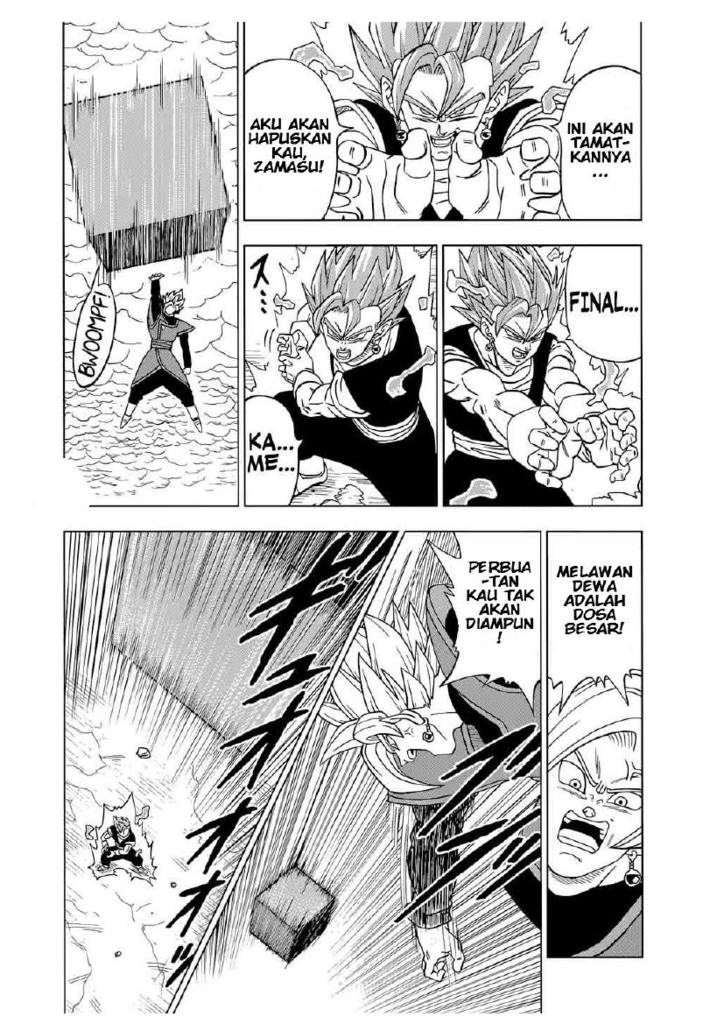 INI AKAN
TAMAT-
KANNYA
...
AKU AKAN
HAPUSKAN
KAU,
ZAMASU!
BWOOMPF!
FINAL...
ス...
KA...
ME...
MELAWAN
DEWA
ADALAH
DOSA
BESAR!
PERBUA
-TAN
KAU TAK
AKAN
DIAMPUN
!